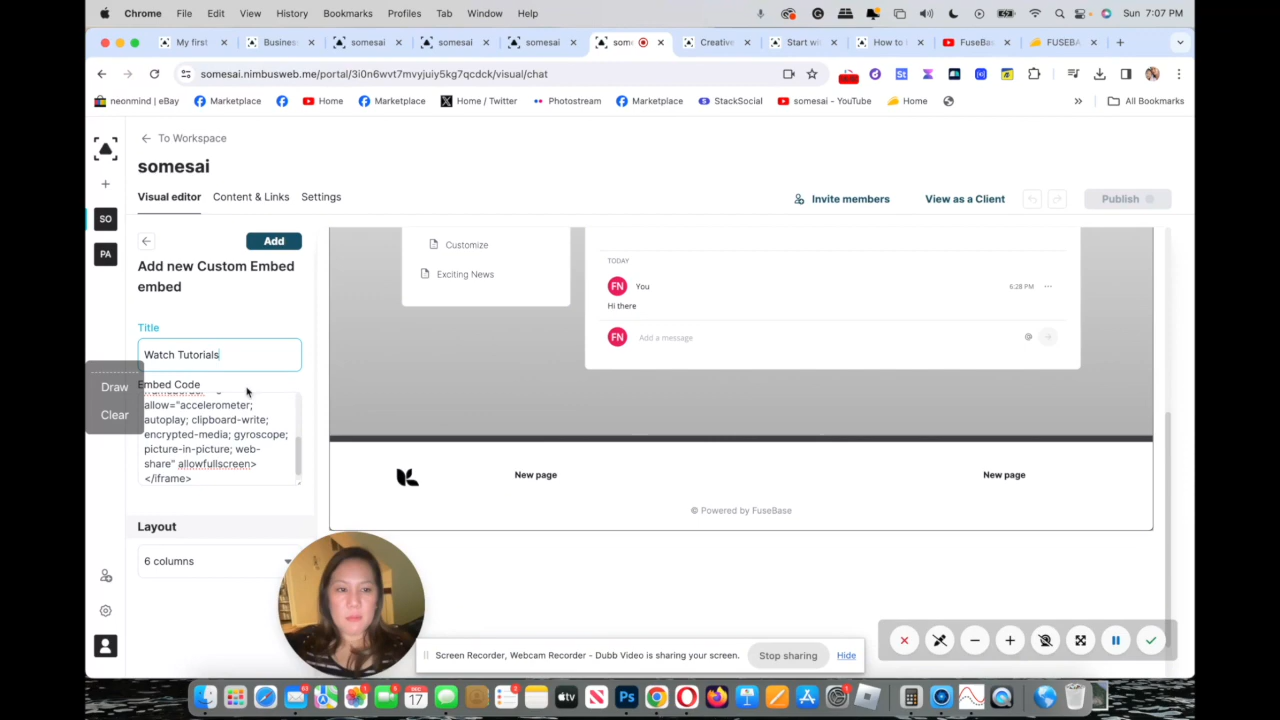 Chrome File Edit View History Bookmarks Profiles Tab Window Help Sun 7:07 PM
My first Business somesai somesai somesai some Creative Start wi How to FuseBas FUSEBA
somesai.nimbusweb.me/portal/3i0n6wvt7mvyjuiy5kg7qcdck/visual/chat
neonmind | eBay Marketplace Home Marketplace Home / Twitter Photostream Marketplace StackSocial somesai - YouTube Home All Bookmarks
To Workspace
somesai
Visual editor Content & Links Settings Invite members View as a Client Publish
SO
PA
Add
Add new Custom Embed
embed
Title
Watch Tutorials
Draw
Clear
Embed Code
allow="accelerometer;
autoplay; clipboard-write;
encrypted-media; gyroscope;
picture-in-picture; web-
share" allowfullscreen>
</iframe>
Layout
6 columns
Customize
Exciting News
TODAY
FN You 6:28 PM
Hi there
FN Add a message @
New page New page
© Powered by FuseBase
Screen Recorder, Webcam Recorder - Dubb Video is sharing your screen. Stop sharing Hide